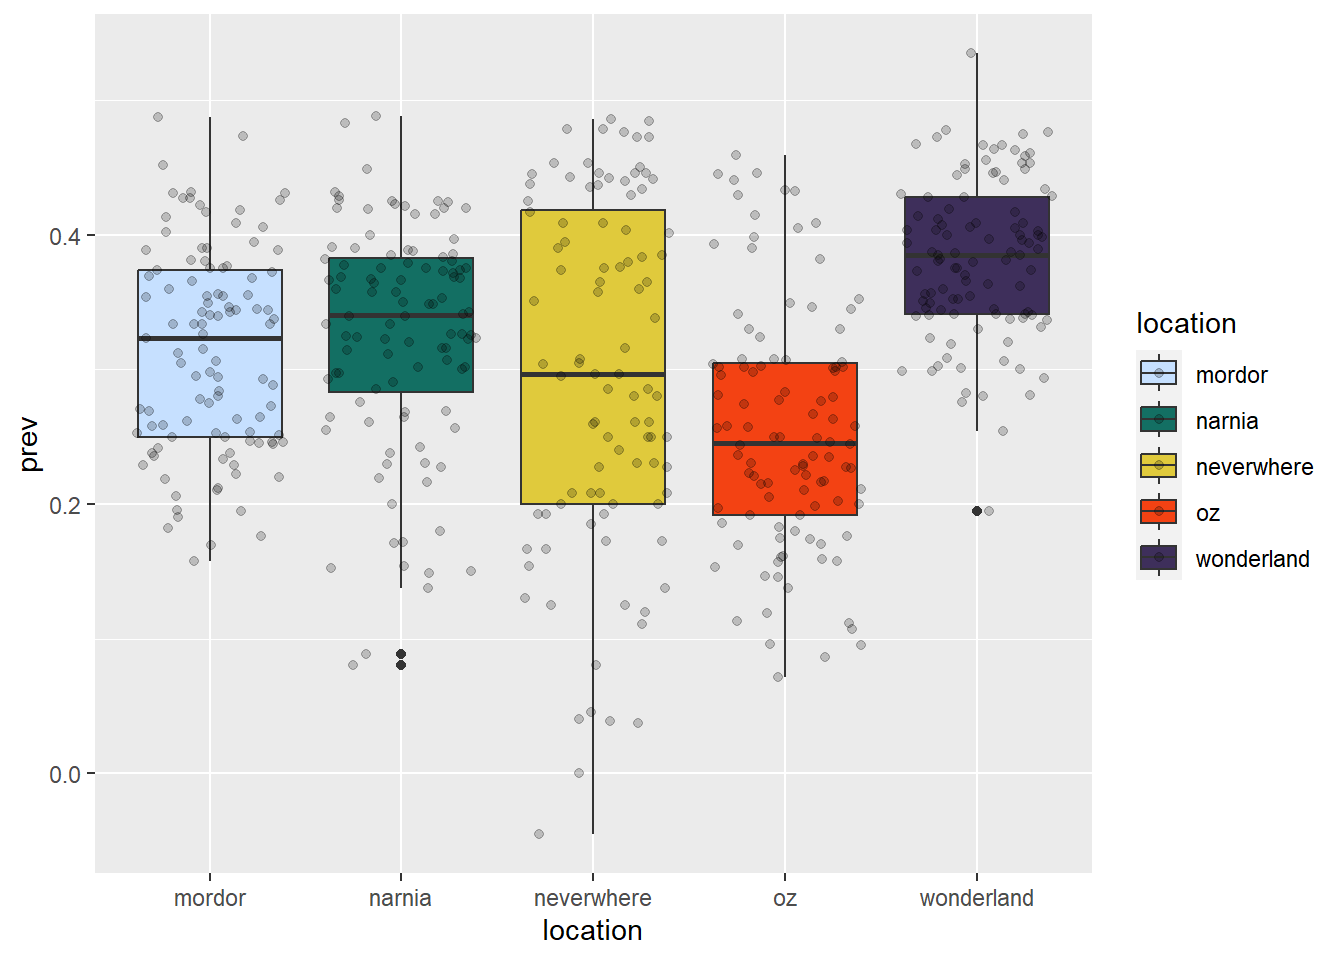 0.4
0.2
0.0
prev
mordor
narnia
neverwhere
oz
wonderland
location
location
mordor
narnia
neverwhere
oz
wonderland